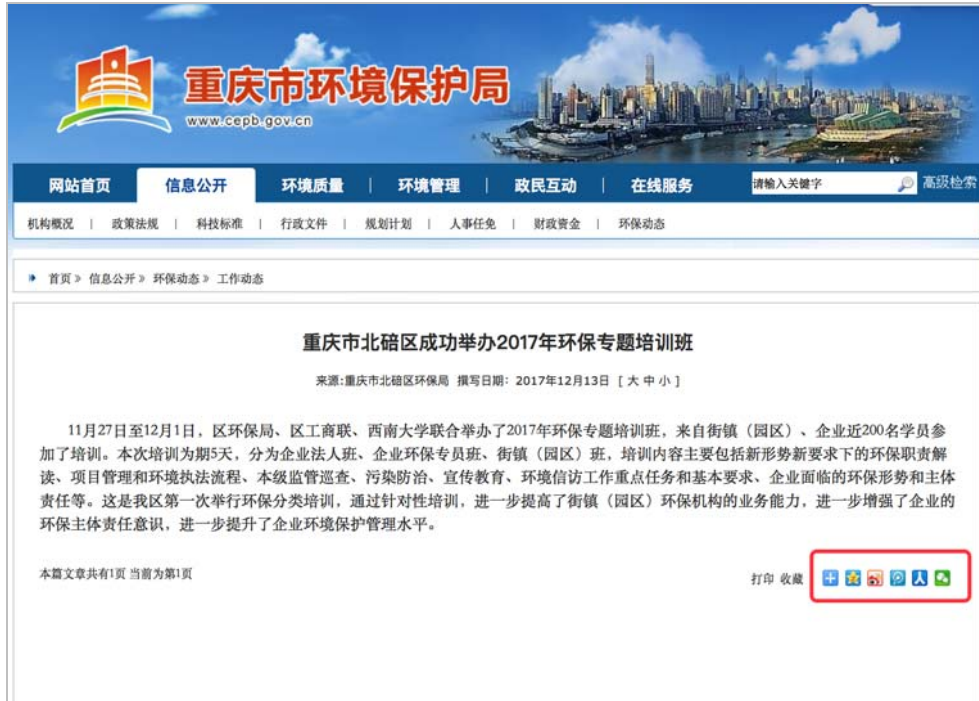 重庆市环境保护局
www.cepb.gov.cn
网站首页 信息公开 环境质量 | 环境管理 | 政民互动 | 在线服务 请输入关键字 高级检索
机构概况 | 政策法规 | 科技标准 | 行政文件 | 规划计划 | 人事任免 | 财政资金 | 环保动态
首页» 信息公开» 环保动态» 工作动态
重庆市北碚区成功举办2017年环保专题培训班
来源:重庆市北碚区环保局 撰写日期: 2017年12月13日 [ 大 中 小 ]
11月27日至12月1日，区环保局、区工商联、西南大学联合举办了2017年环保专题培训班，来自街镇（园区）、企业近200名学员参
加了培训。本次培训为期5天，分为企业法人班、企业环保专员班、街镇（园区）班，培训内容主要包括新形势新要求下的环保职责解
读、项目管理和环境执法流程、本级监管巡查、污染防治、宣传教育、环境信访工作重点任务和基本要求、企业面临的环保形势和主体
责任等。这是我区第一次举行环保分类培训，通过针对性培训，进一步提高了街镇（园区）环保机构的业务能力，进一步增强了企业的
环保主体责任意识，进一步提升了企业环境保护管理水平。
本篇文章共有1页 当前为第1页
打印 收藏